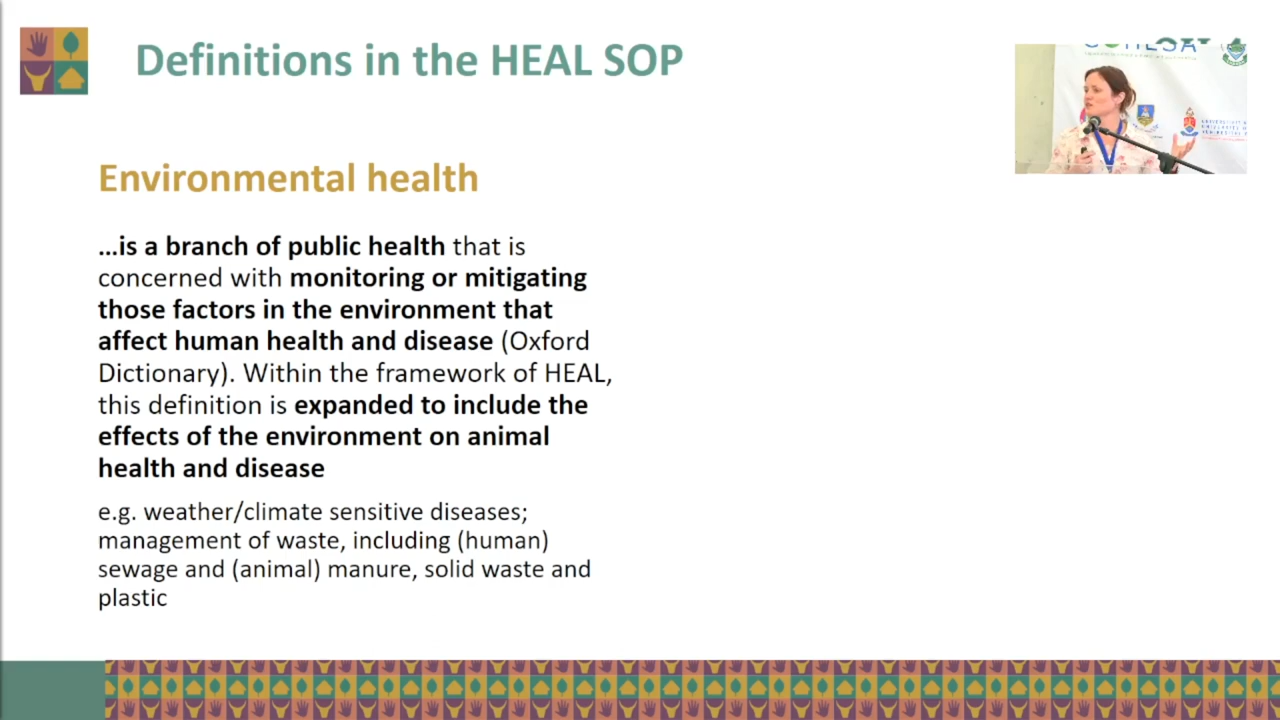 Definitions in the HEAL SOP
Environmental health
...is a branch of public health that is
concerned with monitoring or mitigating
those factors in the environment that
affect human health and disease (Oxford
Dictionary). Within the framework of HEAL,
this definition is expanded to include the
effects of the environment on animal
health and disease
e.g. weather/climate sensitive diseases;
management of waste, including (human)
sewage and (animal) manure, solid waste and
plastic